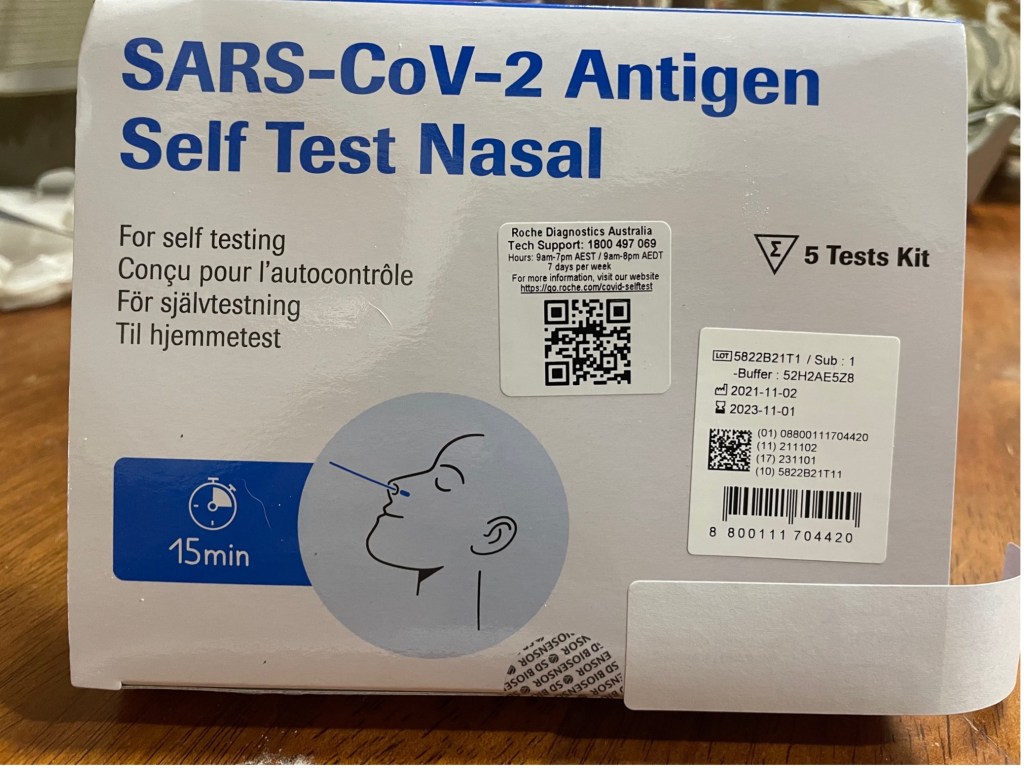 SARS-CoV-2 Antigen
Self Test Nasal
For self testing
Conçu pour l'autocontrôle
För självtestning
Til hjemmetest
Roche Diagnostics Australia
Tech Support: 1800 497 069
Hours: 9am-7pm AEST / 9am-8pm AEDT
7 days per week
For more information, visit our website
https://go.roche.com/covid-selftest
Σ 5 Tests Kit
LOT 5822B21T1 / Sub : 1
-Buffer : 52H2AE5Z8
2021-11-02
2023-11-01
(01) 08800111704420
(11) 211102
(17) 231101
(10) 5822B21T11
8 800111 704420
15min
SD BIOSENSOR